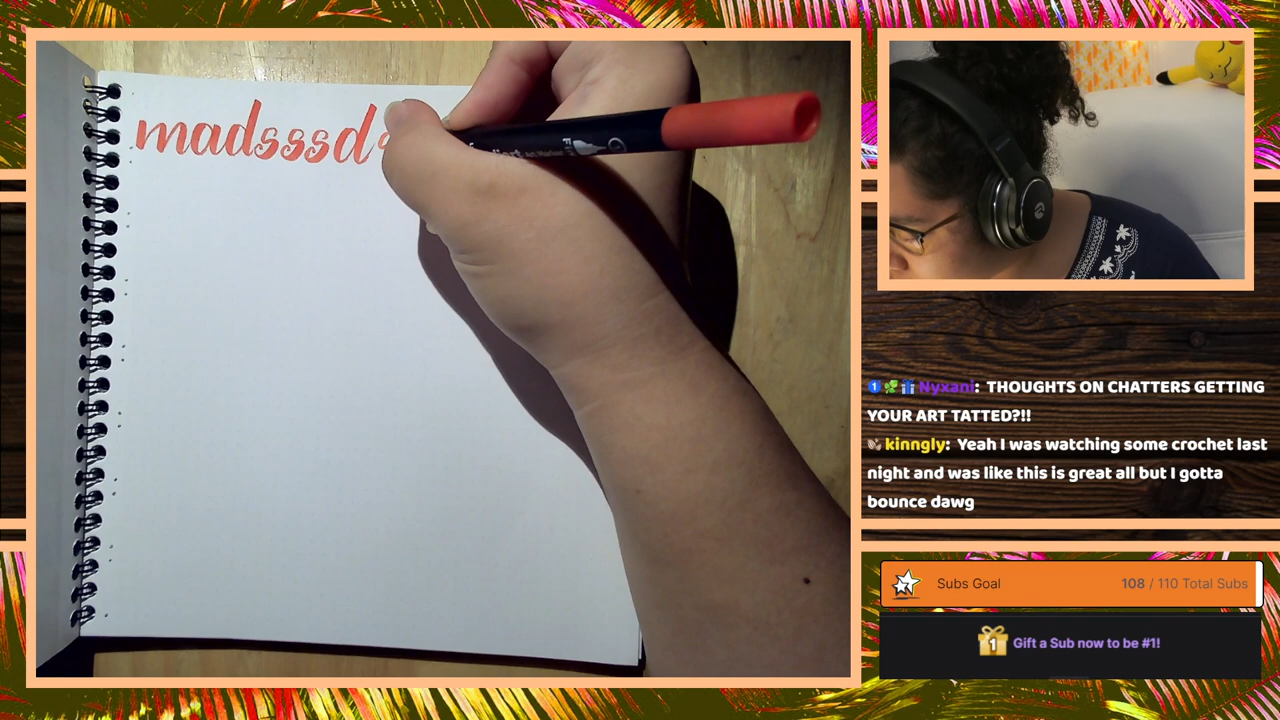 madsssd
Nyxani: THOUGHTS ON CHATTERS GETTING
YOUR ART TATTED?!!
kinngly: Yeah I was watching some crochet last
night and was like this is great all but I gotta
bounce dawg
Subs Goal 108 / 110 Total Subs
1 Gift a Sub now to be #1!